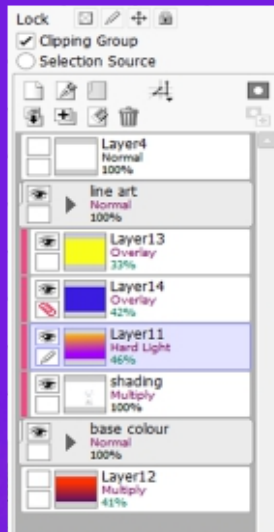 Lock
Clipping Group
Selection Source
Layer4
Normal
100%
line art
Normal
100%
Layer13
Overlay
33%
Layer14
Overlay
42%
Layer11
Hard Light
46%
shading
Multiply
100%
base colour
Normal
100%
Layer12
Multiply
41%